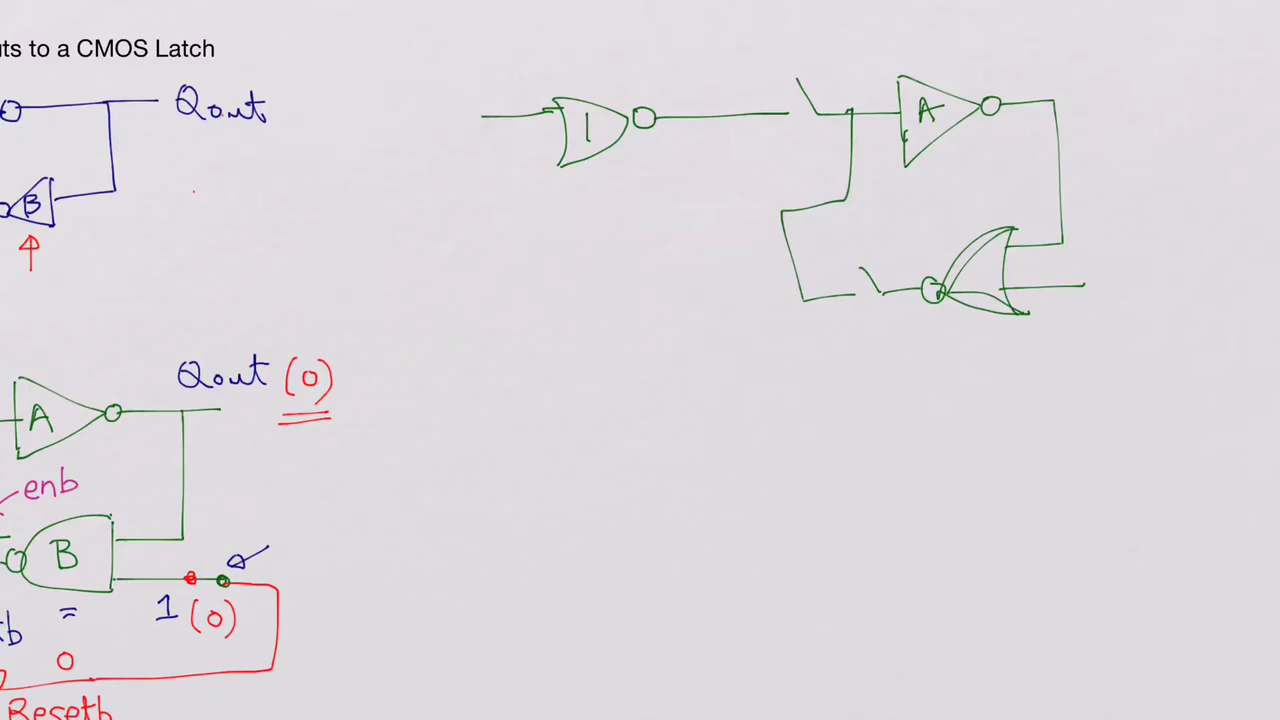 ts to a CMOS Latch
Qout
B
1
A
Qout (0)
A
enb
B
1 (0)
=
0
Resetb